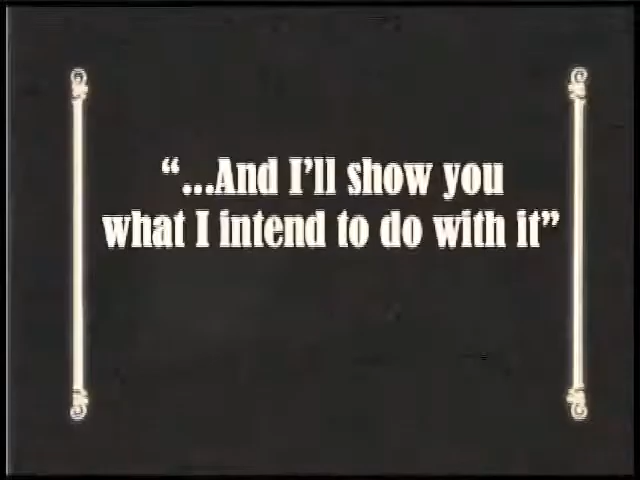 “...And I’ll show you
what I intend to do with it”